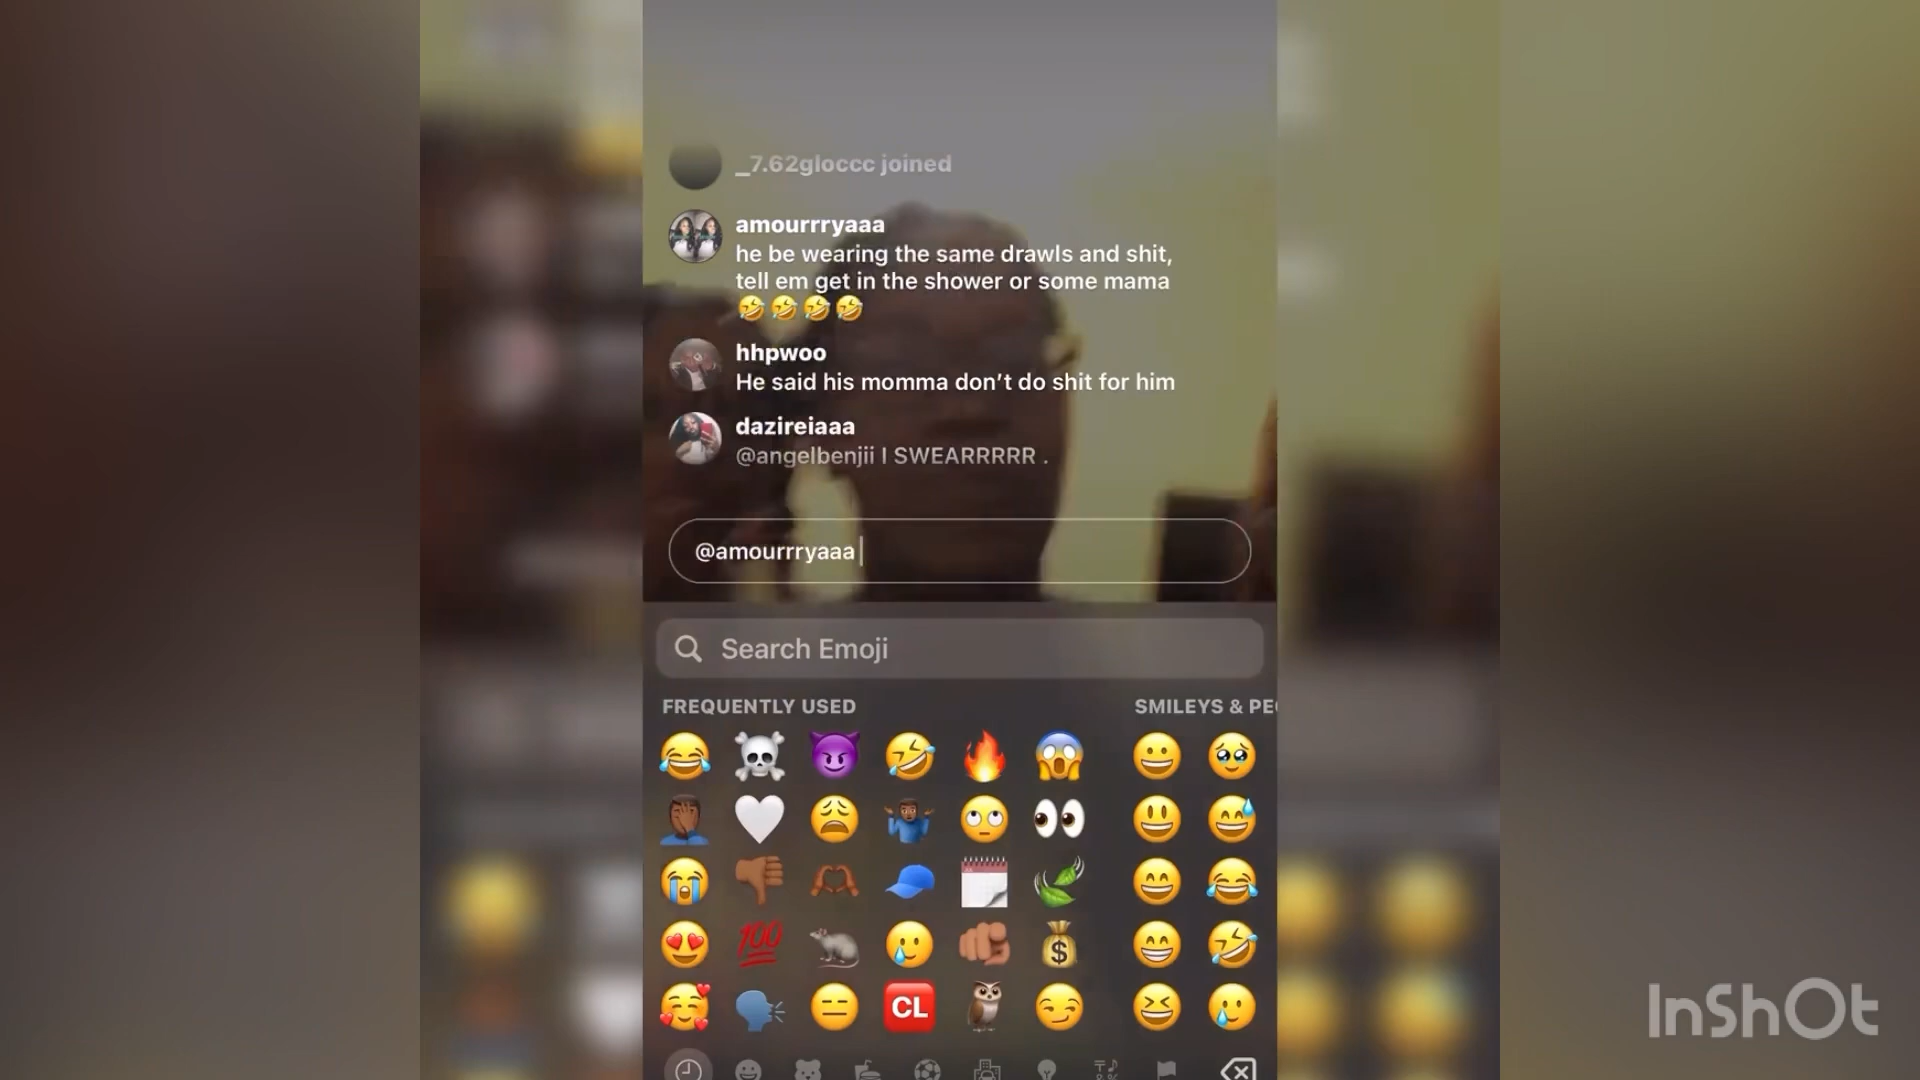 _7.62gloccc joined
amourrryaaa
he be wearing the same drawls and shit,
tell em get in the shower or some mama
🤣🤣🤣🤣
hhpwoo
He said his momma don’t do shit for him
dazireiaaa
@angelbenjii I SWEARRRRR .
@amourrryaaa
Search Emoji
FREQUENTLY USED
SMILEYS & PEO
100
CL
InShOt